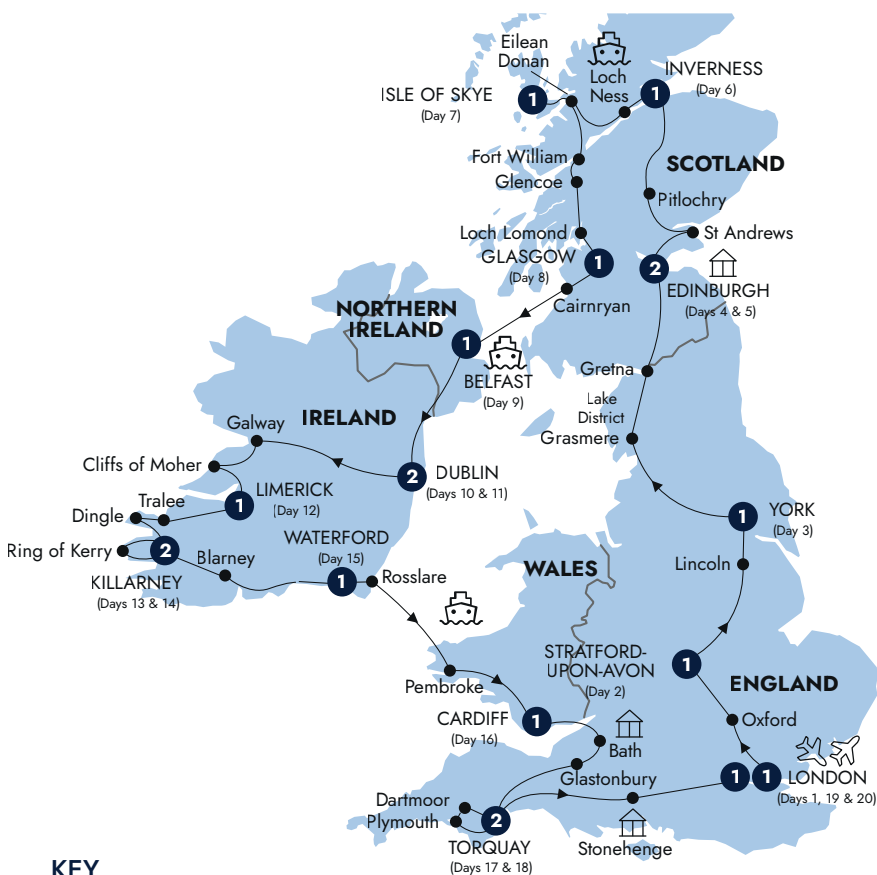 Eilean
Donan
Loch
Ness
INVERNESS
(Day 6)
1
ISLE OF SKYE
(Day 7)
1
Fort William
SCOTLAND
Glencoe
Pitlochry
Loch Lomond
St Andrews
GLASGOW
(Day 8)
1
2
EDINBURGH
(Days 4 & 5)
Cairnryan
NORTHERN
IRELAND
1
BELFAST
(Day 9)
Gretna
Lake
District
Grasmere
IRELAND
Galway
Cliffs of Moher
2
DUBLIN
(Days 10 & 11)
LIMERICK
(Day 12)
1
Tralee
Dingle
Ring of Kerry
2
KILLARNEY
(Days 13 & 14)
Blarney
WATERFORD
(Day 15)
1
Rosslare
1
YORK
(Day 3)
Lincoln
WALES
STRATFORD-
UPON-AVON
(Day 2)
1
ENGLAND
Pembroke
CARDIFF
(Day 16)
1
Oxford
Bath
Glastonbury
1
1
LONDON
(Days 1, 19 & 20)
Dartmoor
Plymouth
2
TORQUAY
(Days 17 & 18)
Stonehenge
KEY